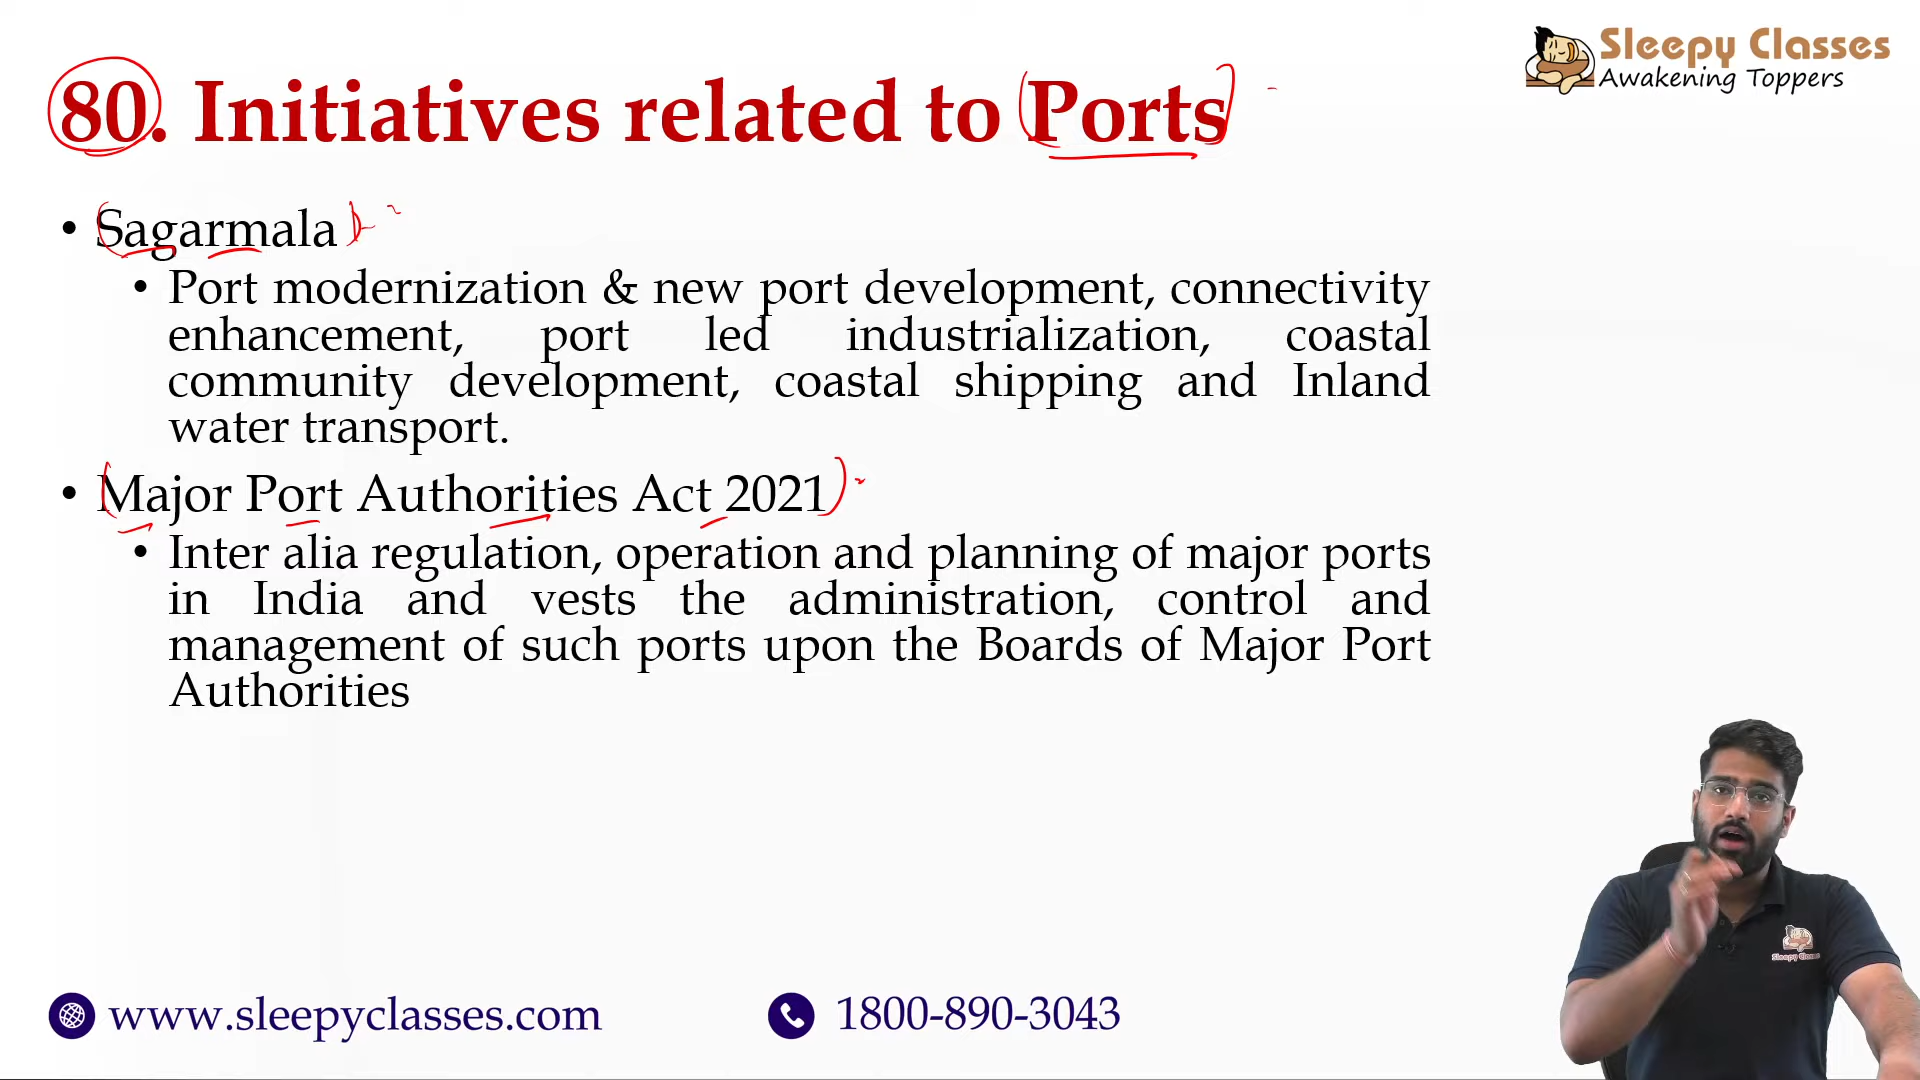 Sleepy Classes
Awakening Toppers
80. Initiatives related to Ports
• Sagarmala
• Port modernization & new port development, connectivity
enhancement, port led industrialization, coastal
community development, coastal shipping and Inland
water transport.
• Major Port Authorities Act 2021
• Inter alia regulation, operation and planning of major ports
in India and vests the administration, control and
management of such ports upon the Boards of Major Port
Authorities
Sleepy Classes
www.sleepyclasses.com
1800-890-3043